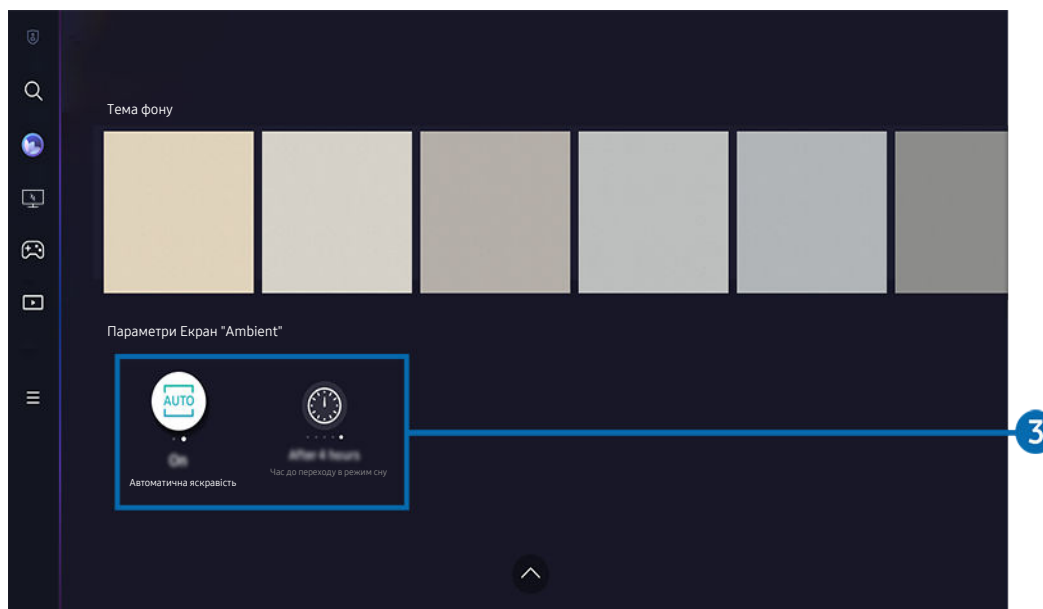 Тема фону
Параметри Екран "Ambient"
AUTO
On
After 4 hours
Автоматична яскравість
Час до переходу в режим сну
3